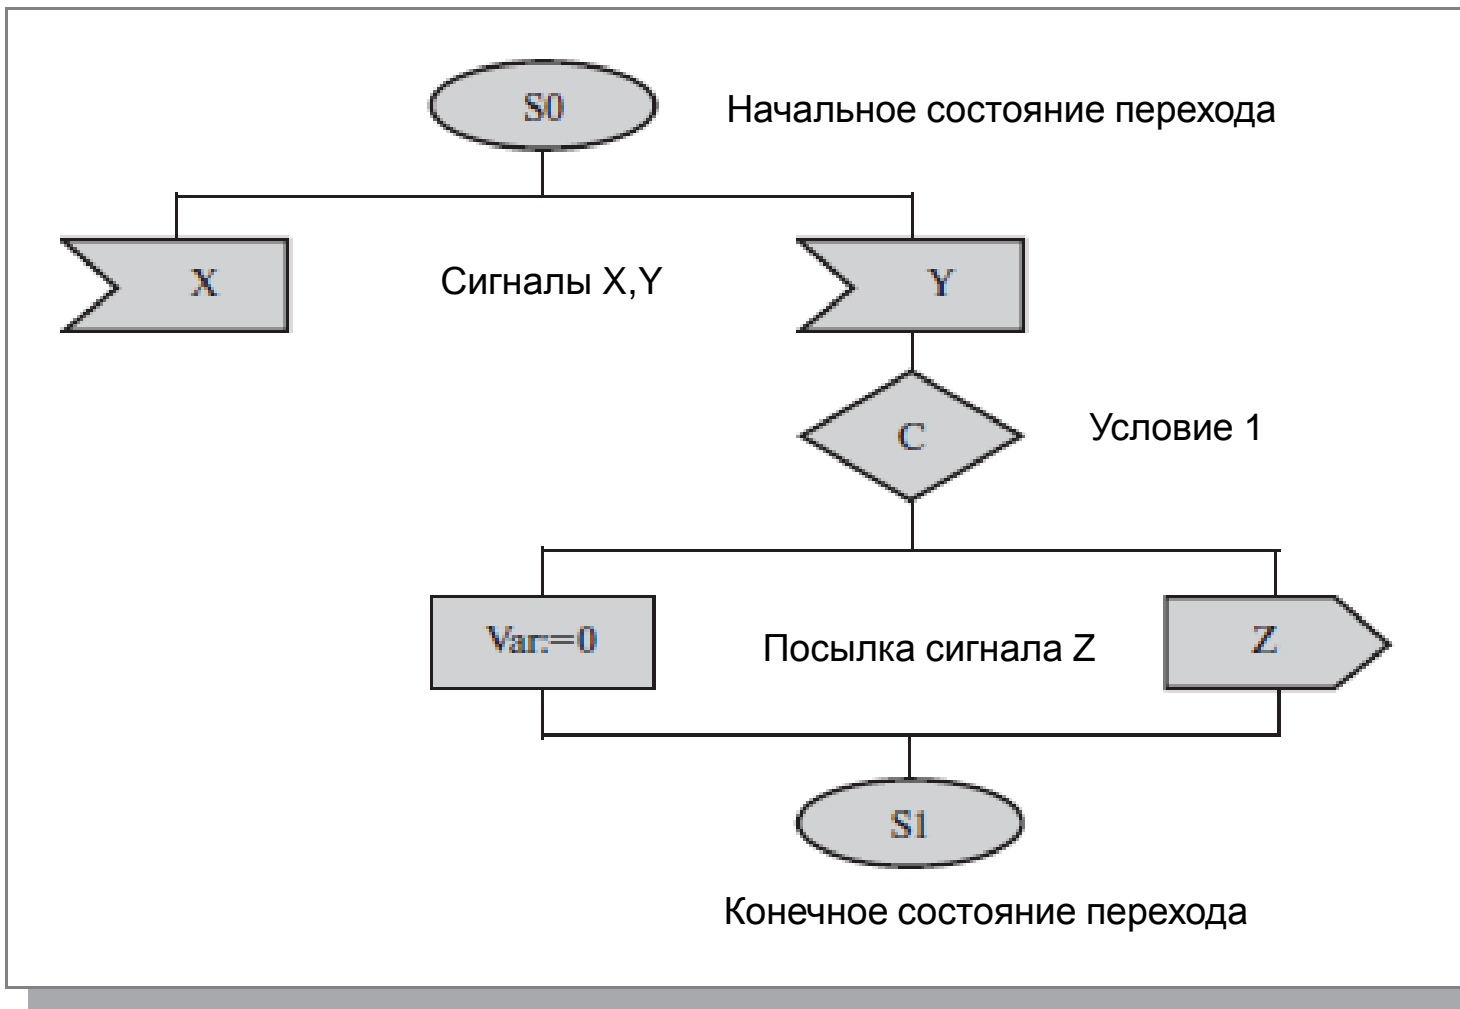 S0
Начальное состояние перехода
X
Сигналы X,Y
Y
C
Условие 1
Var:=0
Посылка сигнала Z
Z
S1
Конечное состояние перехода